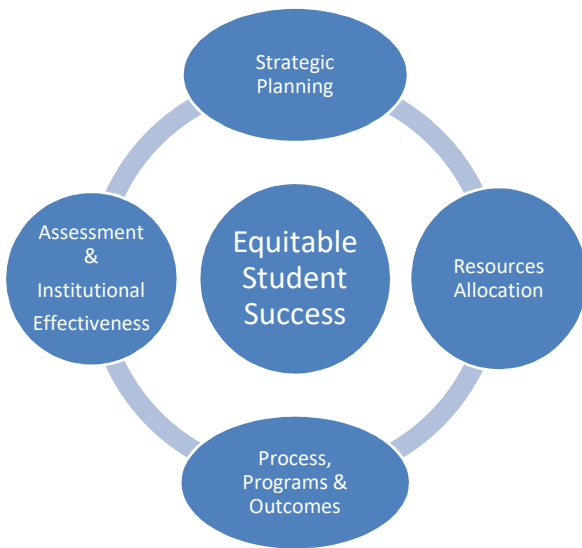 Strategic
Planning
Assessment
&
Institutional
Effectiveness
Equitable
Student
Success
Resources
Allocation
Process,
Programs &
Outcomes